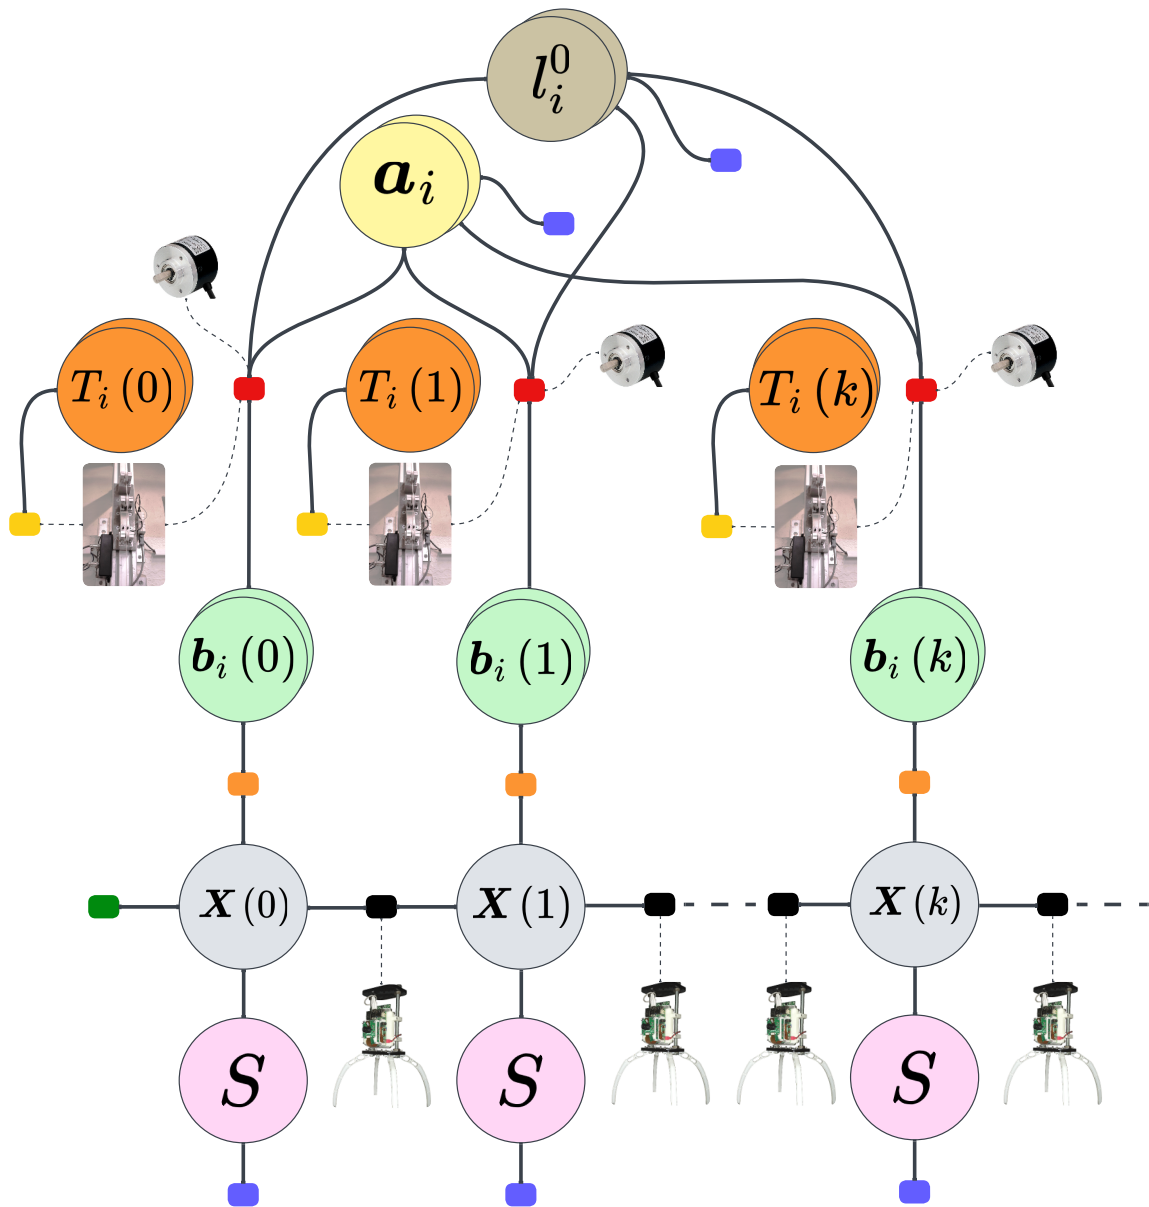 l_i^0
a_i
T_i (0) T_i (1) T_i (k)
b_i (0) b_i (1) b_i (k)
X (0) X (1) X (k)
S S S